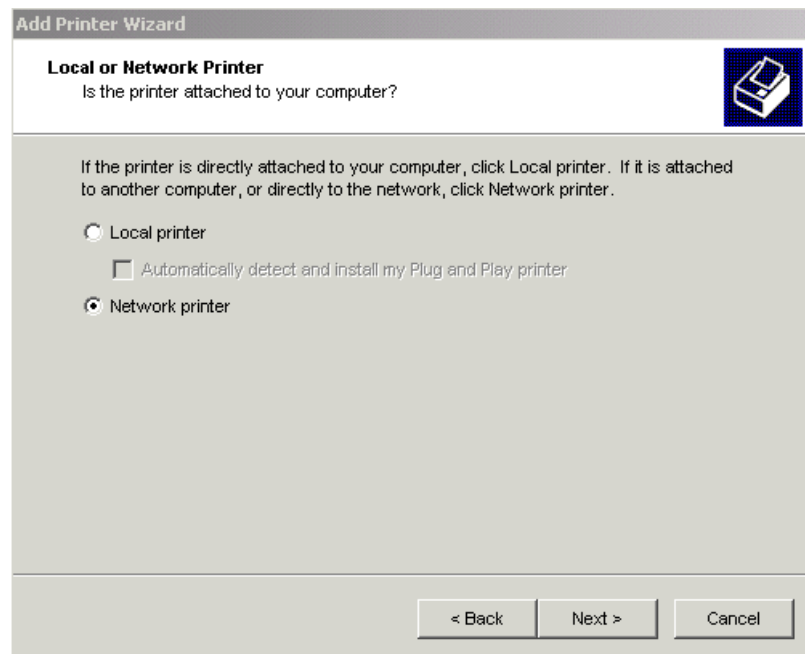 Add Printer Wizard
Local or Network Printer
Is the printer attached to your computer?
If the printer is directly attached to your computer, click Local printer. If it is attached
to another computer, or directly to the network, click Network printer.
Local printer
Automatically detect and install my Plug and Play printer
Network printer
< Back Next > Cancel